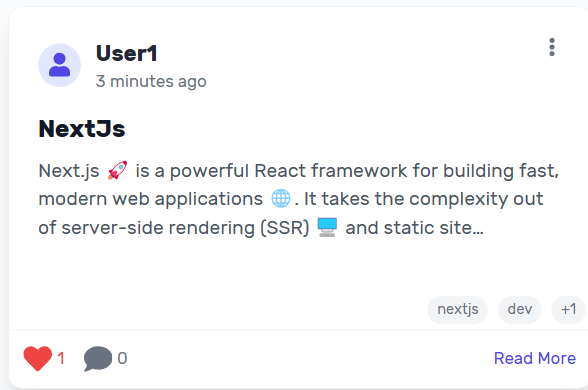 User1
3 minutes ago
NextJs
Next.js 🚀 is a powerful React framework for building fast,
modern web applications 🌐. It takes the complexity out
of server-side rendering (SSR) 🖥️ and static site...
nextjs dev +1
1 0 Read More